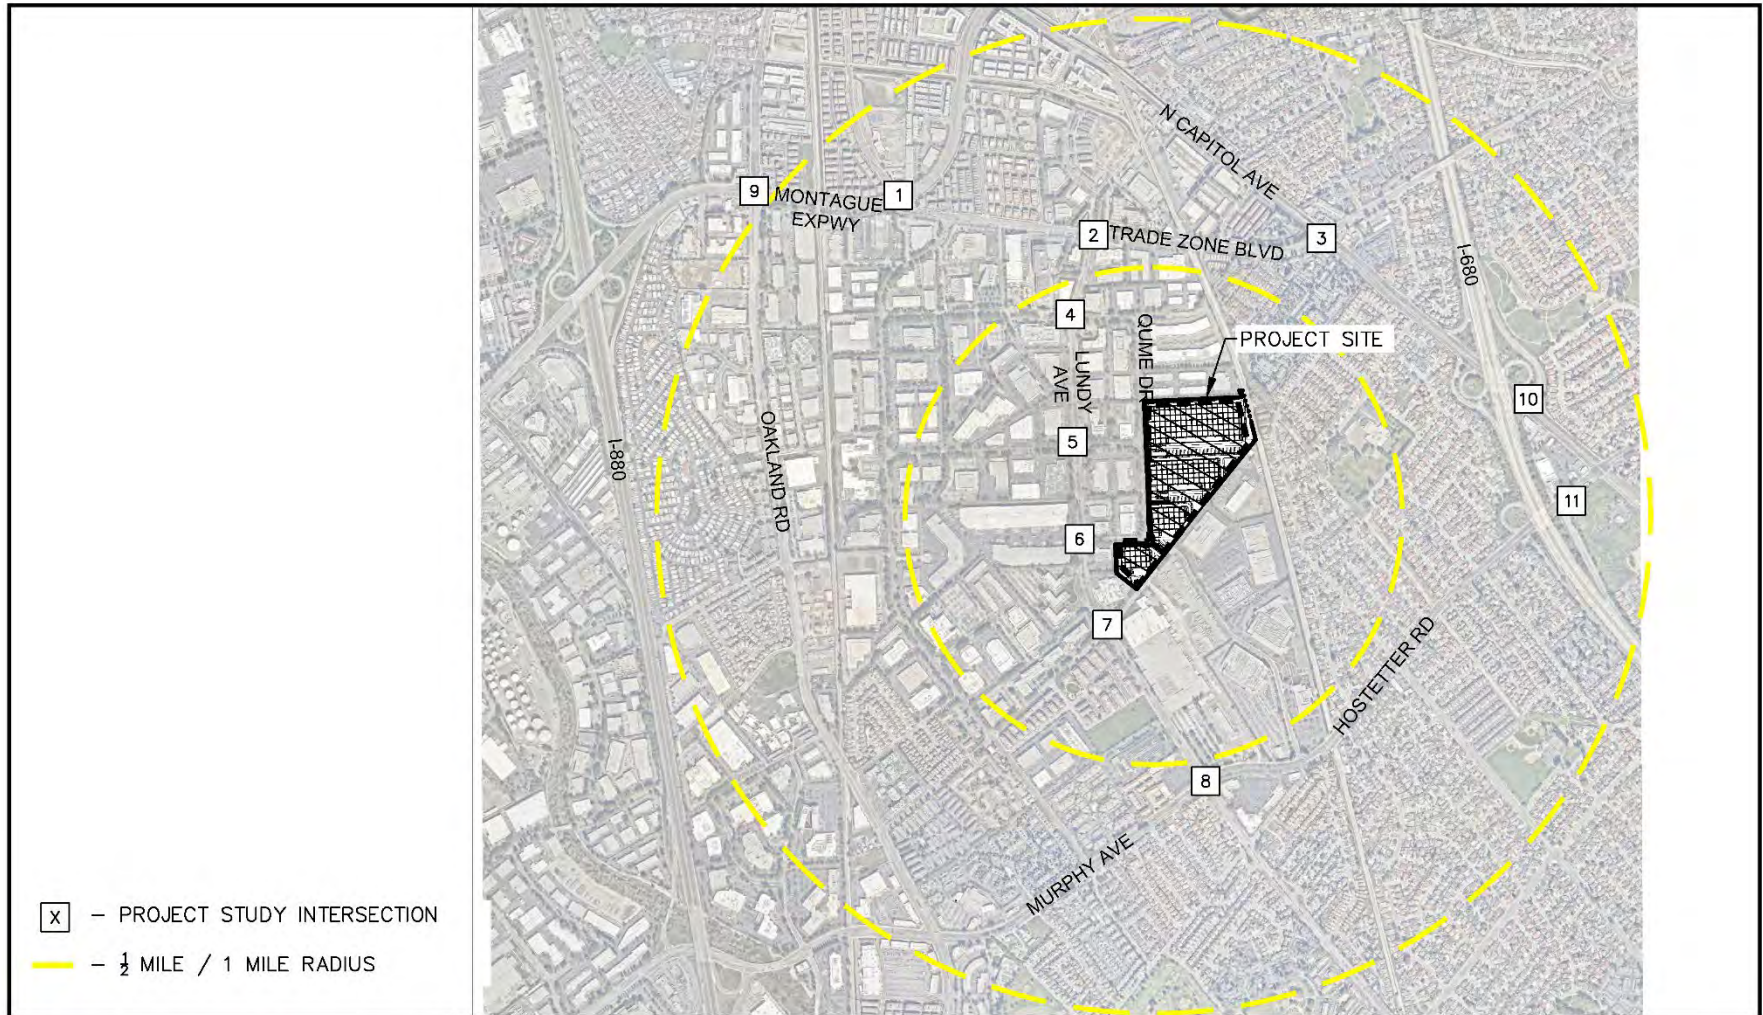 N CAPITOL AVE
9
MONTAGUE
EXPWY
1
2
TRADE ZONE BLVD
3
I-680
4
QUME DR
PROJECT SITE
LUNDY
AVE
10
I-880
OAKLAND RD
5
11
6
7
HOSTETTER RD
8
MURPHY AVE
X – PROJECT STUDY INTERSECTION
– 1/2 MILE / 1 MILE RADIUS